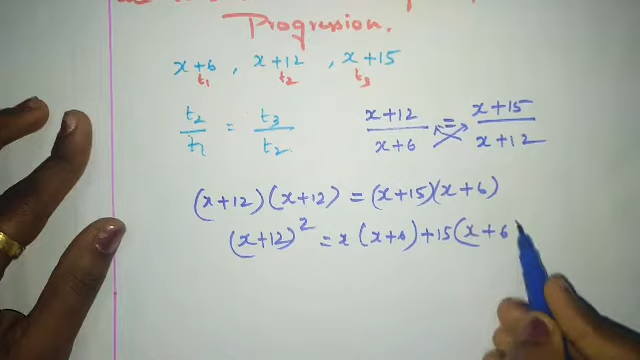 Progression.
x+6 , x+12 , x+15
t₁ t₂ t₃
t₂/t₁ = t₃/t₂ (x+12)/(x+6) = (x+15)/(x+12)
(x+12)(x+12) = (x+15)(x+6)
(x+12)² = x(x+6)+15(x+6